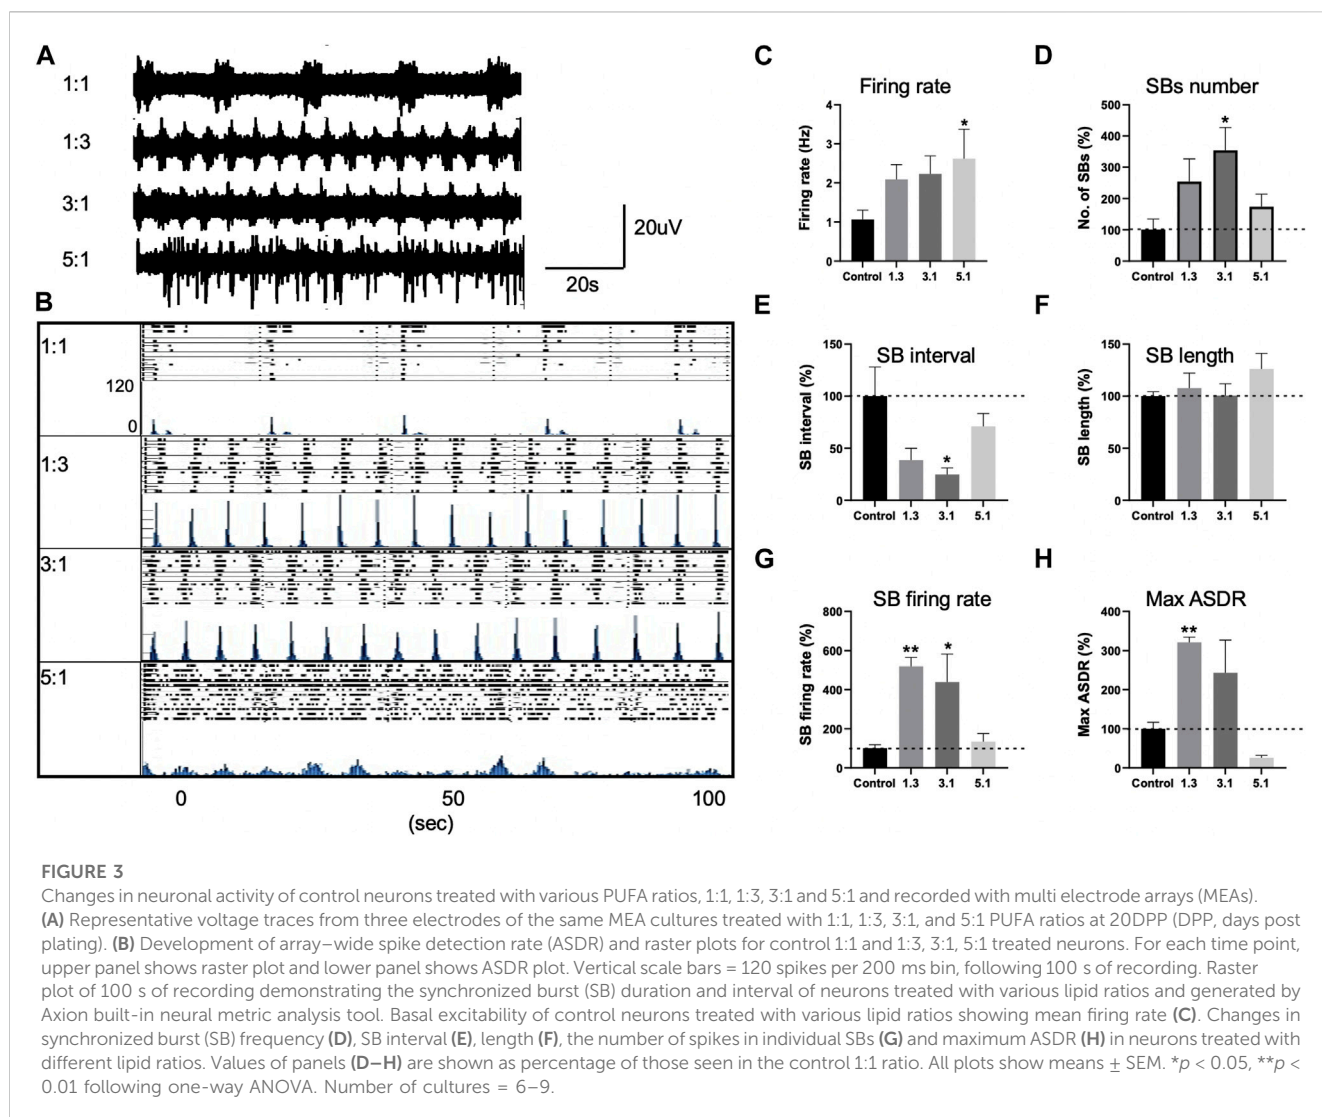 A
1:1
1:3
3:1
5:1
20uV
20s
B
1:1
120
0
1:3
3:1
5:1
0
50
100
(sec)
C
Firing rate
Firing rate (Hz)
4
3
2
1
0
*
Control
1.3
3.1
5.1
D
SBs number
No. of SBs (%)
500
400
300
200
100
0
*
Control
1.3
3.1
5.1
E
SB interval
SB interval (%)
150
100
50
0
*
Control
1.3
3.1
5.1
F
SB length
SB length (%)
150
100
50
0
Control
1.3
3.1
5.1
G
SB firing rate
SB firing rate (%)
800
600
400
200
100
0
**
*
Control
1.3
3.1
5.1
H
Max ASDR
Max ASDR (%)
400
300
200
100
0
**
Control
1.3
3.1
5.1
FIGURE 3
Changes in neuronal activity of control neurons treated with various PUFA ratios, 1:1, 1:3, 3:1 and 5:1 and recorded with multi electrode arrays (MEAs).
(A) Representative voltage traces from three electrodes of the same MEA cultures treated with 1:1, 1:3, 3:1, and 5:1 PUFA ratios at 20DPP (DPP, days post
plating). (B) Development of array–wide spike detection rate (ASDR) and raster plots for control 1:1 and 1:3, 3:1, 5:1 treated neurons. For each time point,
upper panel shows raster plot and lower panel shows ASDR plot. Vertical scale bars = 120 spikes per 200 ms bin, following 100 s of recording. Raster
plot of 100 s of recording demonstrating the synchronized burst (SB) duration and interval of neurons treated with various lipid ratios and generated by
Axion built-in neural metric analysis tool. Basal excitability of control neurons treated with various lipid ratios showing mean firing rate (C). Changes in
synchronized burst (SB) frequency (D), SB interval (E), length (F), the number of spikes in individual SBs (G) and maximum ASDR (H) in neurons treated with
different lipid ratios. Values of panels (D–H) are shown as percentage of those seen in the control 1:1 ratio. All plots show means ± SEM. *p < 0.05, **p <
0.01 following one-way ANOVA. Number of cultures = 6–9.